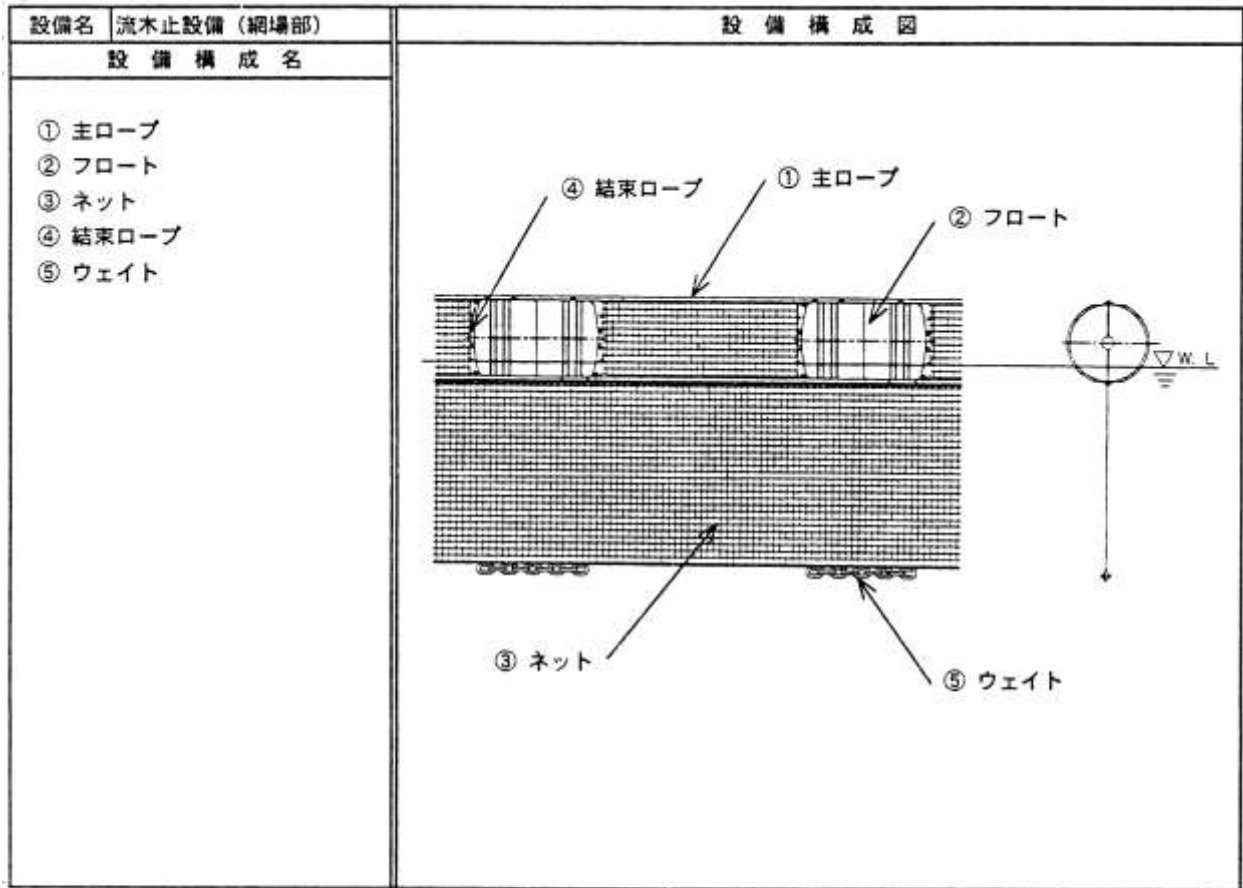 設備名 流木止設備（網場部）
設備構成図
設備構成名
① 主ロープ
② フロート
③ ネット
④ 結束ロープ
⑤ ウェイト
④ 結束ロープ
① 主ロープ
② フロート
W. L
③ ネット
⑤ ウェイト